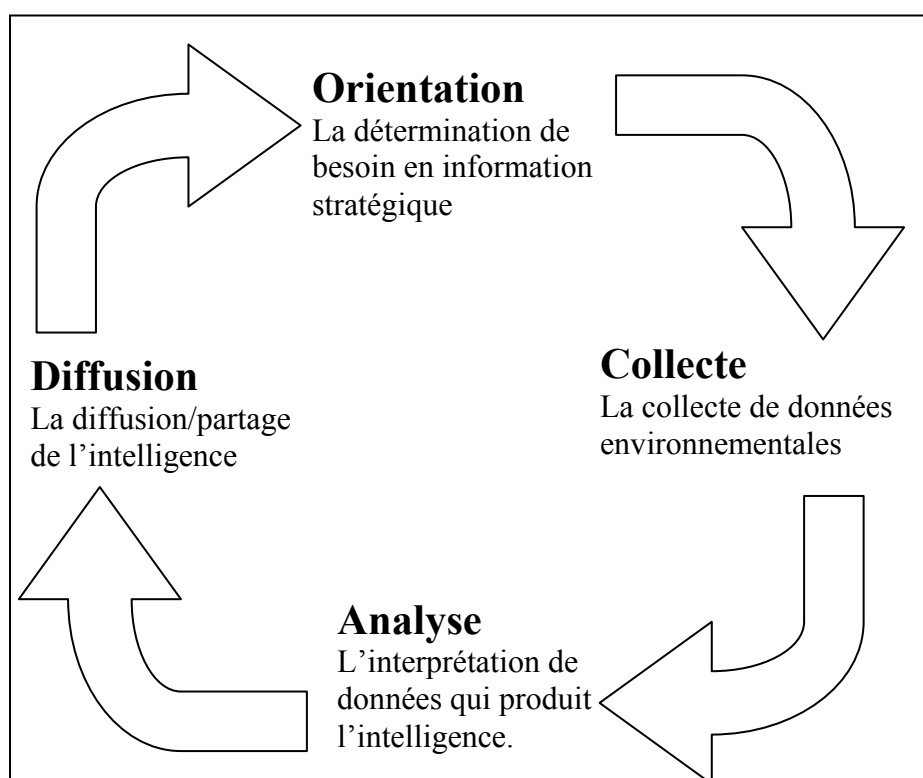 Orientation
La détermination de
besoin en information
stratégique
Collecte
La collecte de données
environnementales
Analyse
L’interprétation de
données qui produit
l’intelligence.
Diffusion
La diffusion/partage
de l’intelligence